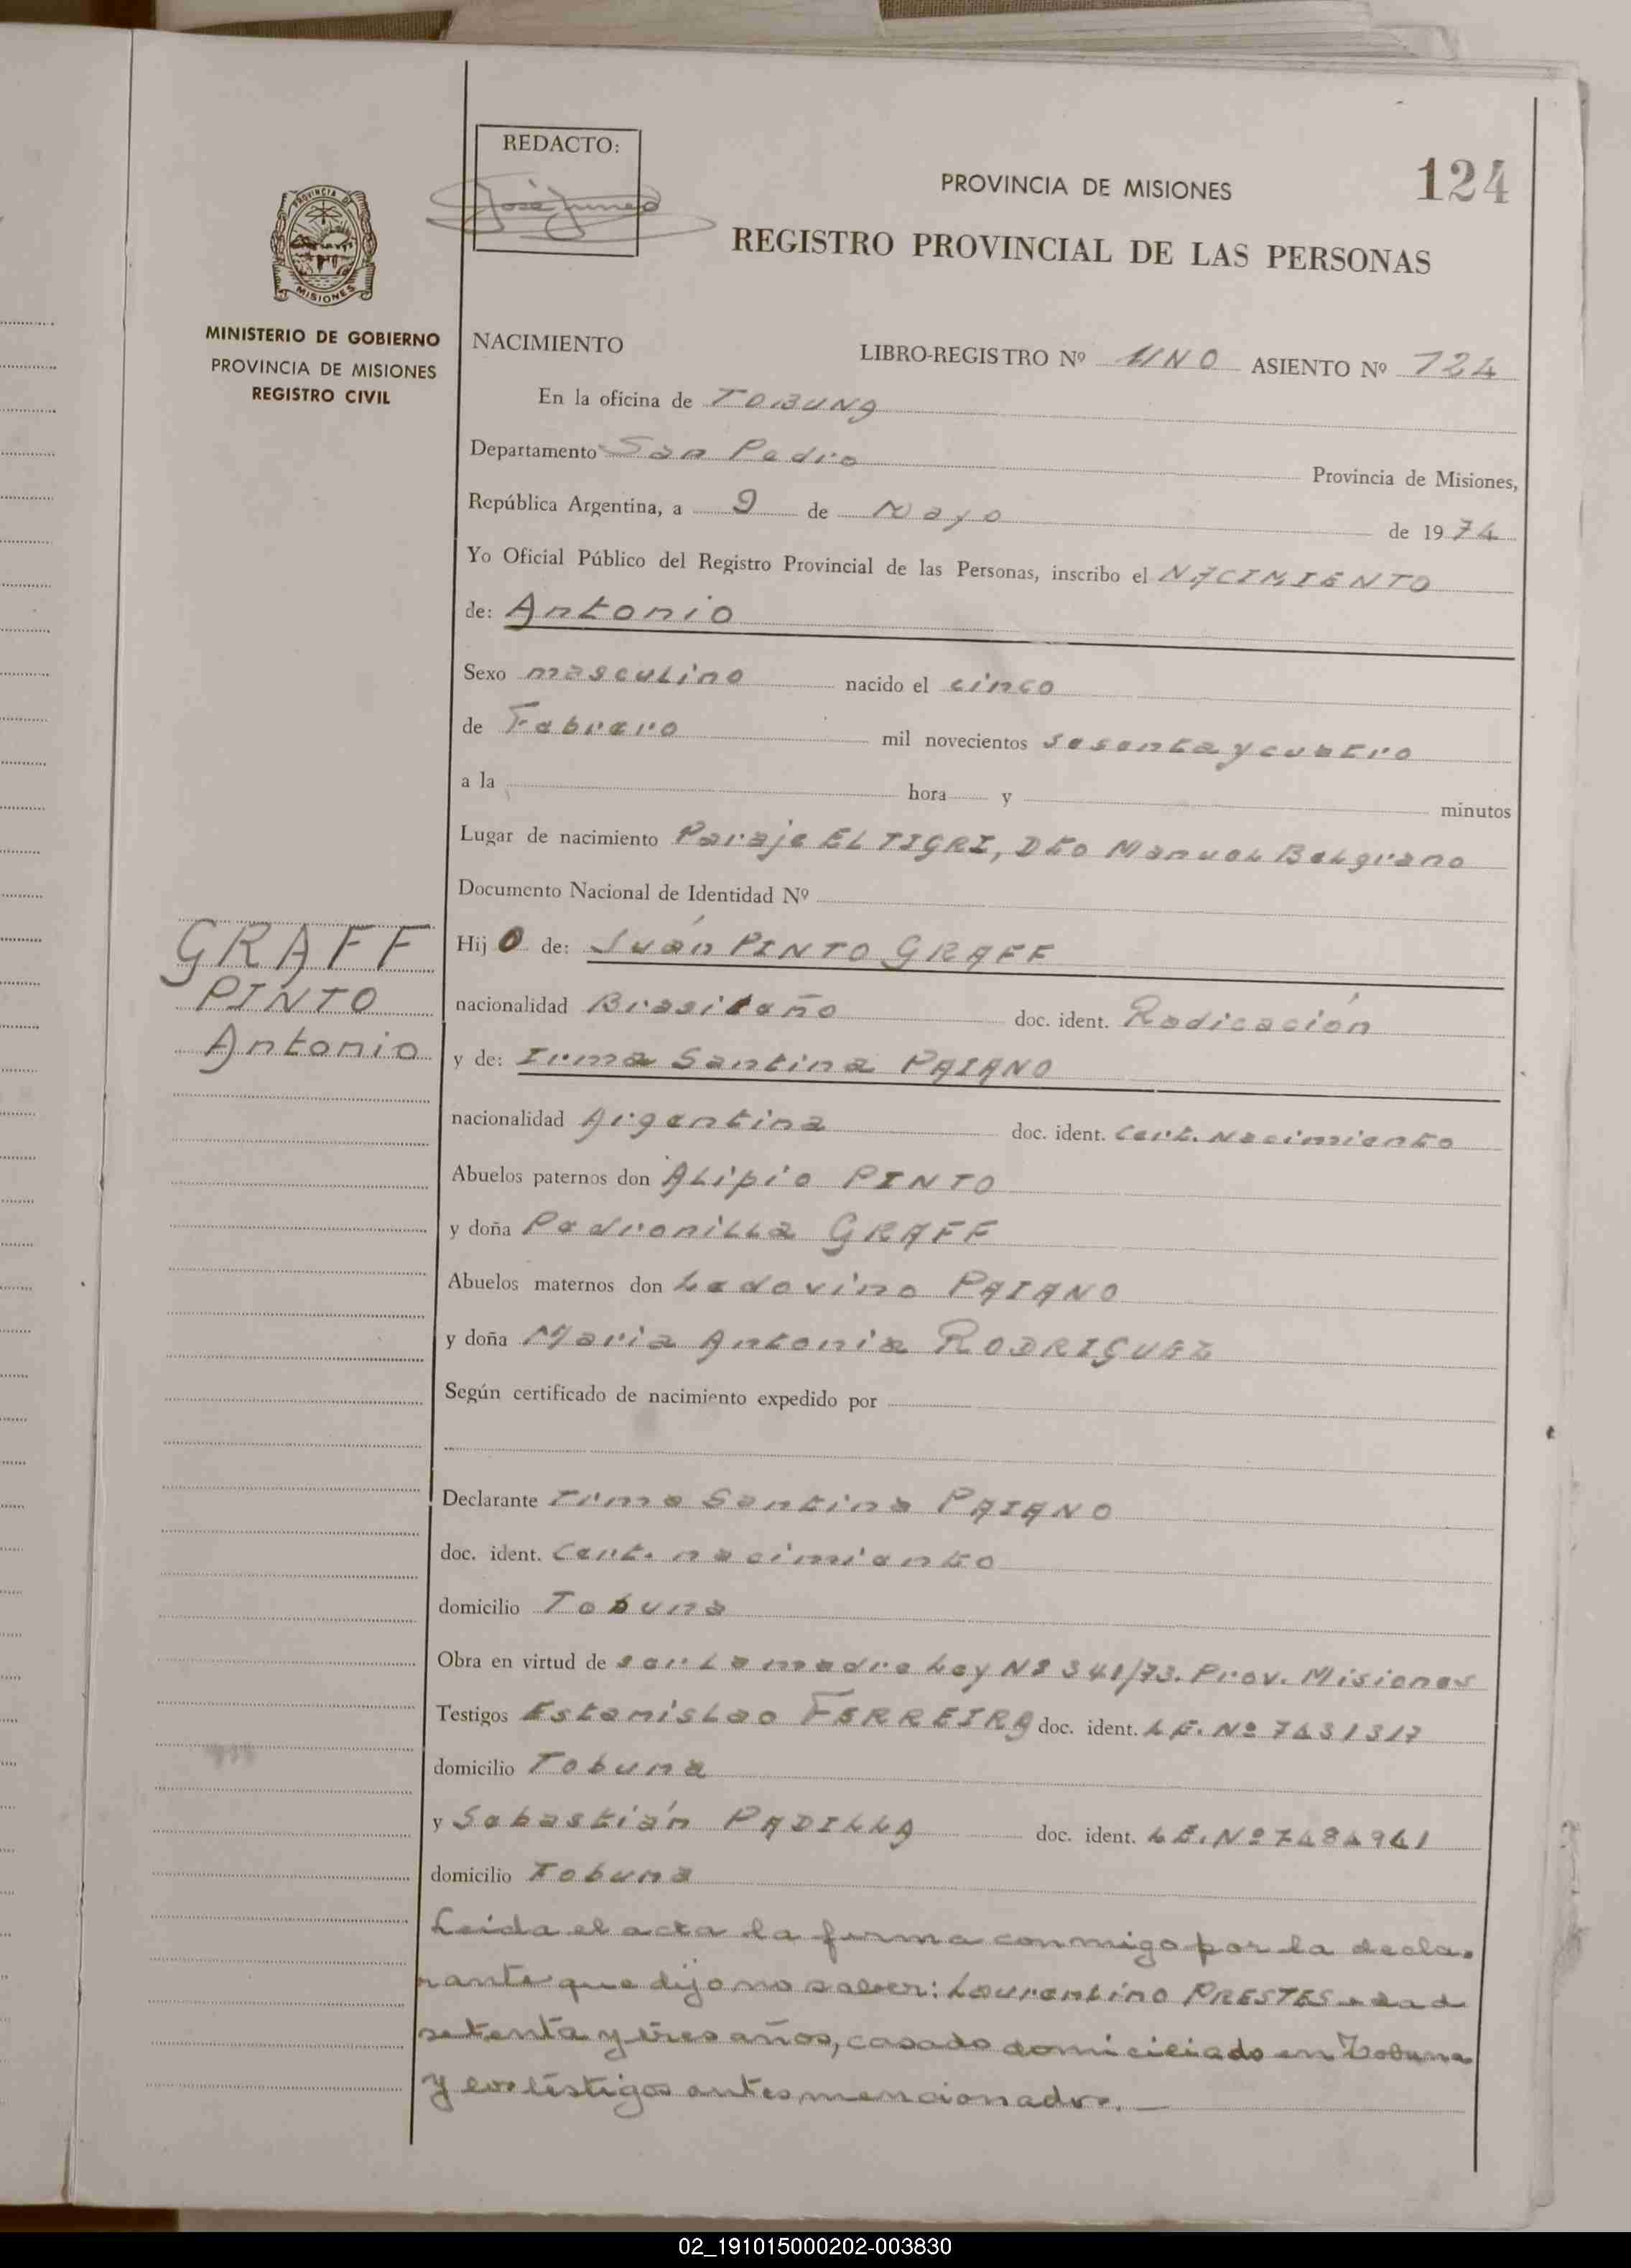 REDACTO:
PROVINCIA DE MISIONES
124
REGISTRO PROVINCIAL DE LAS PERSONAS
PROVINCIA DE
MISIONES
MINISTERIO DE GOBIERNO
PROVINCIA DE MISIONES
REGISTRO CIVIL
NACIMIENTO LIBRO-REGISTRO Nº UNO ASIENTO Nº 124
En la oficina de TOBUNA
Departamento San Pedro Provincia de Misiones,
República Argentina, a 9 de Mayo de 1974
Yo Oficial Público del Registro Provincial de las Personas, inscribo el NACIMIENTO
de: Antonio
Sexo masculino nacido el cinco
de Febrero mil novecientos sesenta y cuatro
a la hora y minutos
Lugar de nacimiento Paraje EL TIGRI, Dto Manuel Belgrano
Documento Nacional de Identidad Nº
GRAFF
PINTO
Antonio
Hij o de: Juán PINTO GRAFF
nacionalidad Brasileño doc. ident. Radicación
y de: Irma Santina PAIANO
nacionalidad Argentina doc. ident. Cert. Nacimiento
Abuelos paternos don ALipio PINTO
y doña Pedronilla GRAFF
Abuelos maternos don Ledovino PAIANO
y doña Maria Antonia RODRIGUEZ
Según certificado de nacimiento expedido por
Declarante Irma Santina PAIANO
doc. ident. Cert. nacimiento
domicilio Tobuna
Obra en virtud de ser La madre Ley Nº 341/73. Prov. Misiones
Testigos Estanislao FERREIRA doc. ident. L.E. Nº 7431317
domicilio Tobuna
y Sebastián PADILLA doc. ident. L.E. Nº 7484941
domicilio Tobuna
Leida el acta la firma conmigo por la decla-
rante que dijo no saber: Laurentino PRESTES edad
setenta y tres años, casado domiciliado en Tobuna
y los testigos antes mencionados.
02_191015000202-003830